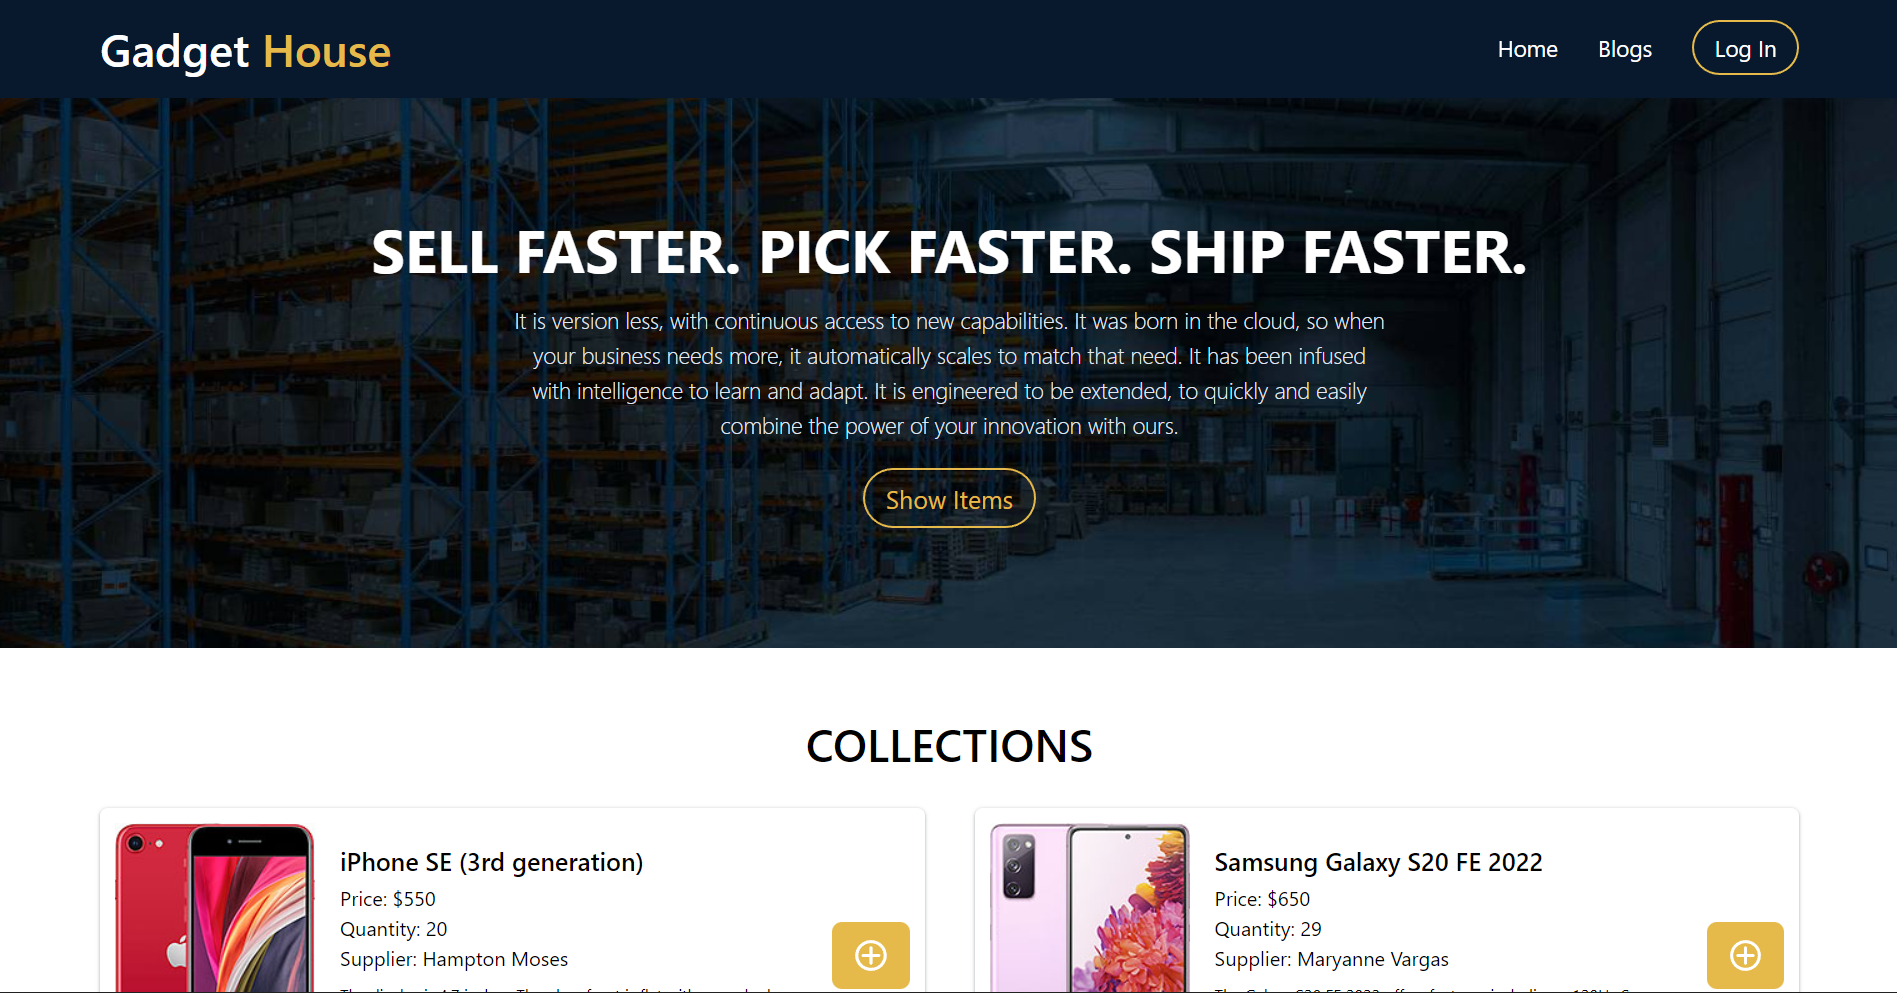 Gadget House
Home
Blogs
Log In
SELL FASTER. PICK FASTER. SHIP FASTER.
It is version less, with continuous access to new capabilities. It was born in the cloud, so when
your business needs more, it automatically scales to match that need. It has been infused
with intelligence to learn and adapt. It is engineered to be extended, to quickly and easily
combine the power of your innovation with ours.
Show Items
COLLECTIONS
iPhone SE (3rd generation)
Price: $550
Quantity: 20
Supplier: Hampton Moses
Samsung Galaxy S20 FE 2022
Price: $650
Quantity: 29
Supplier: Maryanne Vargas